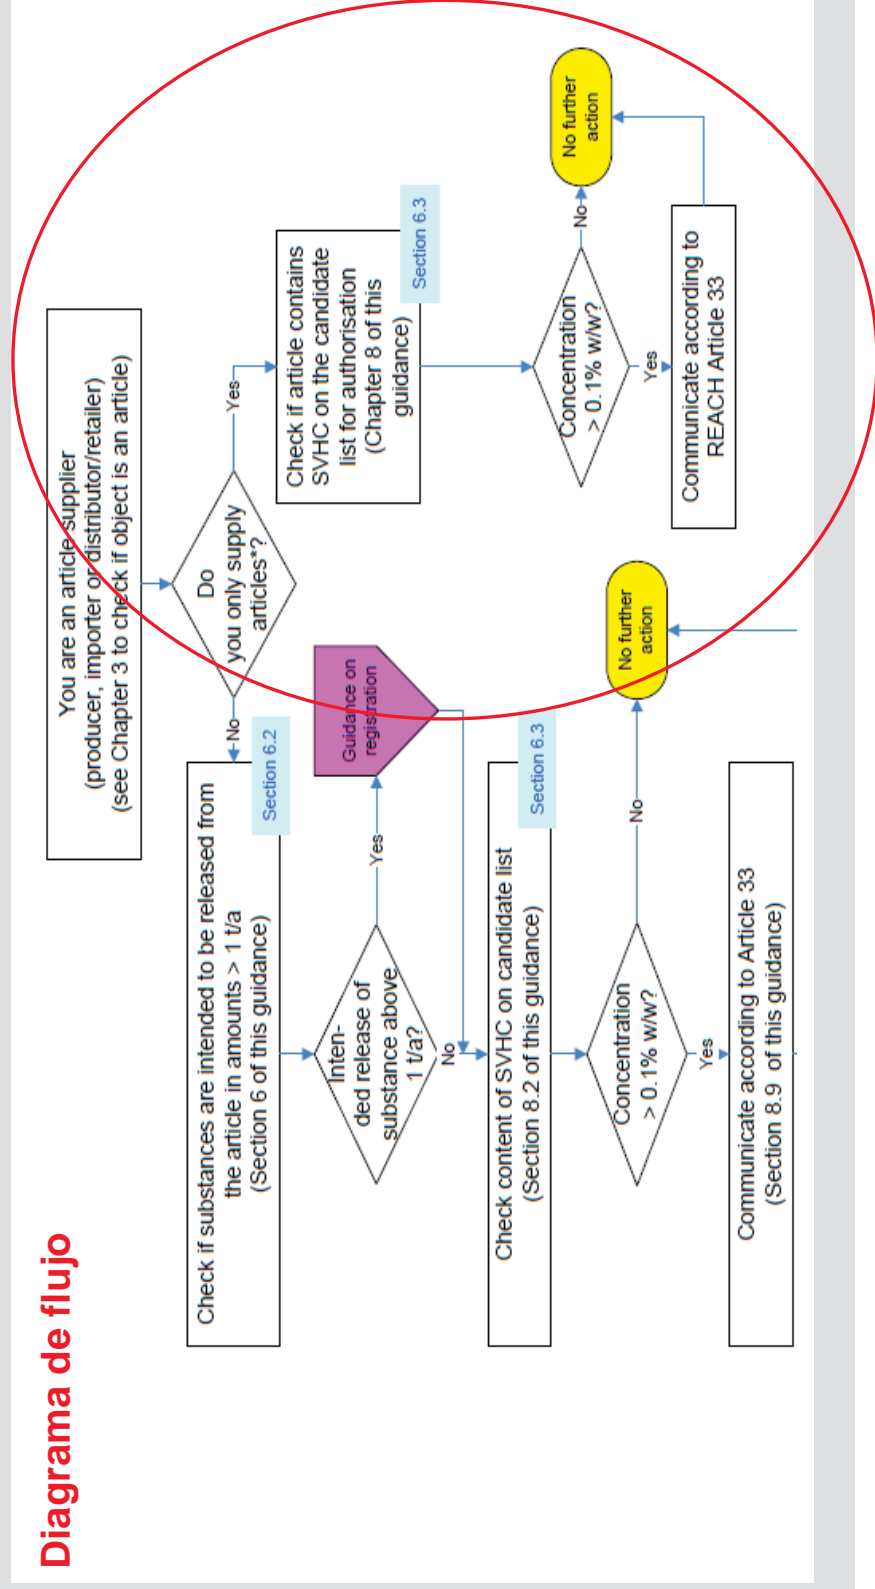 Diagrama de flujo
You are an article supplier
(producer, importer or distributor/retailer)
(see Chapter 3 to check if object is an article)
Do
you only supply
articles*?
No
Yes
Check if substances are intended to be released from
the article in amounts > 1 t/a
(Section 6 of this guidance)
Section 6.2
Inten-
ded release of
substance above
1 t/a?
Yes
Guidance on
registration
No
Check content of SVHC on candidate list
(Section 8.2 of this guidance)
Section 6.3
Concentration
> 0.1% w/w?
No
No further
action
Yes
Communicate according to Article 33
(Section 8.9 of this guidance)
Check if article contains
SVHC on the candidate
list for authorisation
(Chapter 8 of this
guidance)
Section 6.3
Concentration
> 0.1% w/w?
No
No further
action
Yes
Communicate according to
REACH Article 33